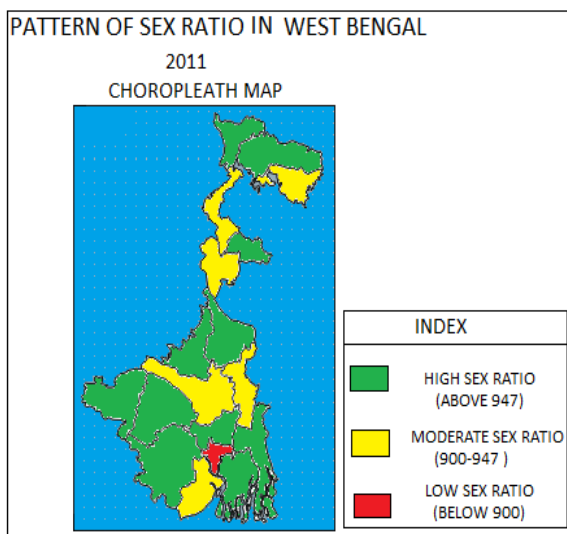 PATTERN OF SEX RATIO IN WEST BENGAL
2011
CHOROPLEATH MAP
INDEX
HIGH SEX RATIO
(ABOVE 947)
MODERATE SEX RATIO
(900-947 )
LOW SEX RATIO
(BELOW 900)